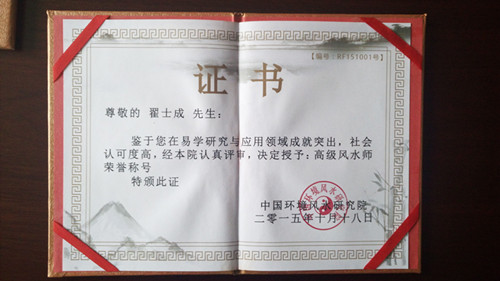 【编号：RF151001号】
证书
尊敬的 翟士成 先生：
鉴于您在易学研究与应用领域成就突出，社会
认可度高，经本院认真评审，决定授予：高级风水师
荣誉称号
特颁此证
中国环境风水研究院
二零一五年十月十八日